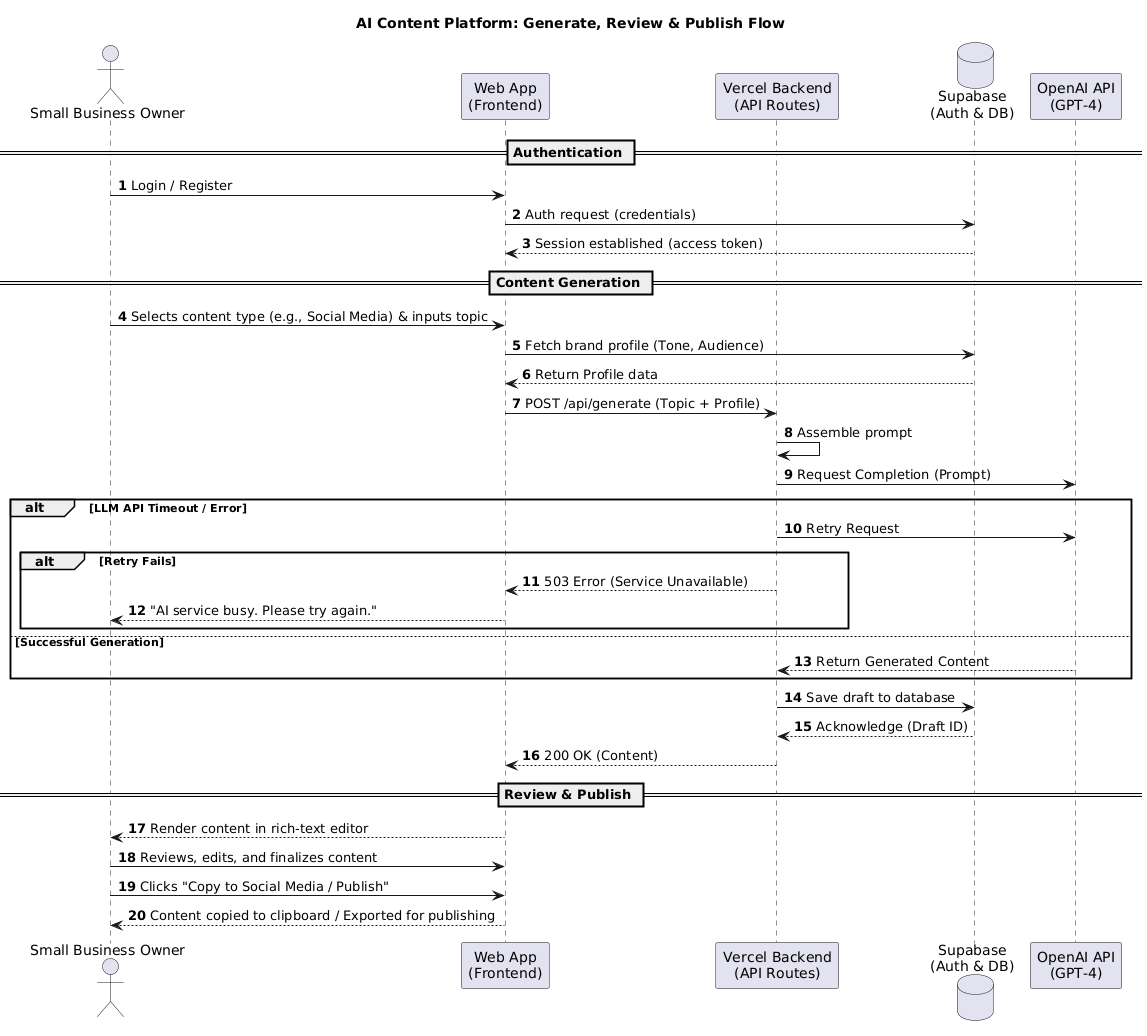 AI Content Platform: Generate, Review & Publish Flow
Small Business Owner
Web App
(Frontend)
Vercel Backend
(API Routes)
Supabase
(Auth & DB)
OpenAI API
(GPT-4)
Authentication
1 Login / Register
2 Auth request (credentials)
3 Session established (access token)
Content Generation
4 Selects content type (e.g., Social Media) & inputs topic
5 Fetch brand profile (Tone, Audience)
6 Return Profile data
7 POST /api/generate (Topic + Profile)
8 Assemble prompt
9 Request Completion (Prompt)
alt [LLM API Timeout / Error]
10 Retry Request
alt [Retry Fails]
11 503 Error (Service Unavailable)
12 "AI service busy. Please try again."
[Successful Generation]
13 Return Generated Content
14 Save draft to database
15 Acknowledge (Draft ID)
16 200 OK (Content)
Review & Publish
17 Render content in rich-text editor
18 Reviews, edits, and finalizes content
19 Clicks "Copy to Social Media / Publish"
20 Content copied to clipboard / Exported for publishing
Small Business Owner
Web App
(Frontend)
Vercel Backend
(API Routes)
Supabase
(Auth & DB)
OpenAI API
(GPT-4)